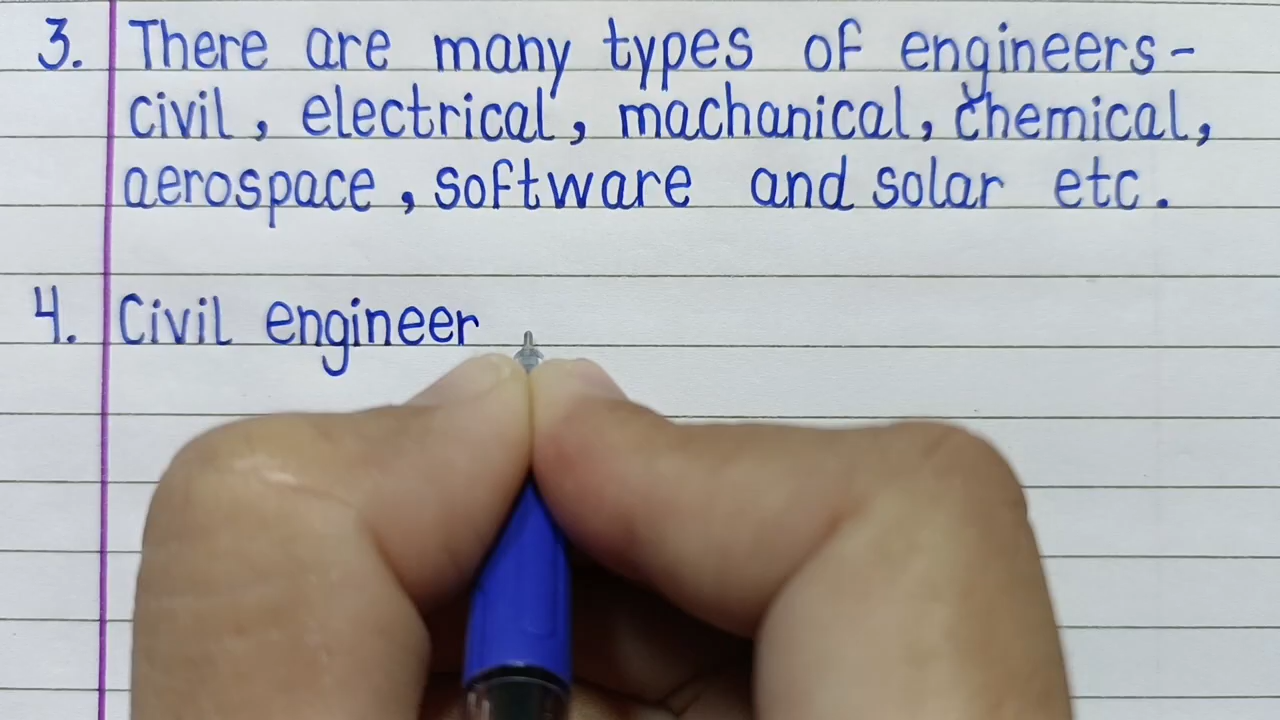 3. There are many types of engineers-
civil, electrical, machanical, chemical,
aerospace, software and solar etc.
4. Civil engineer